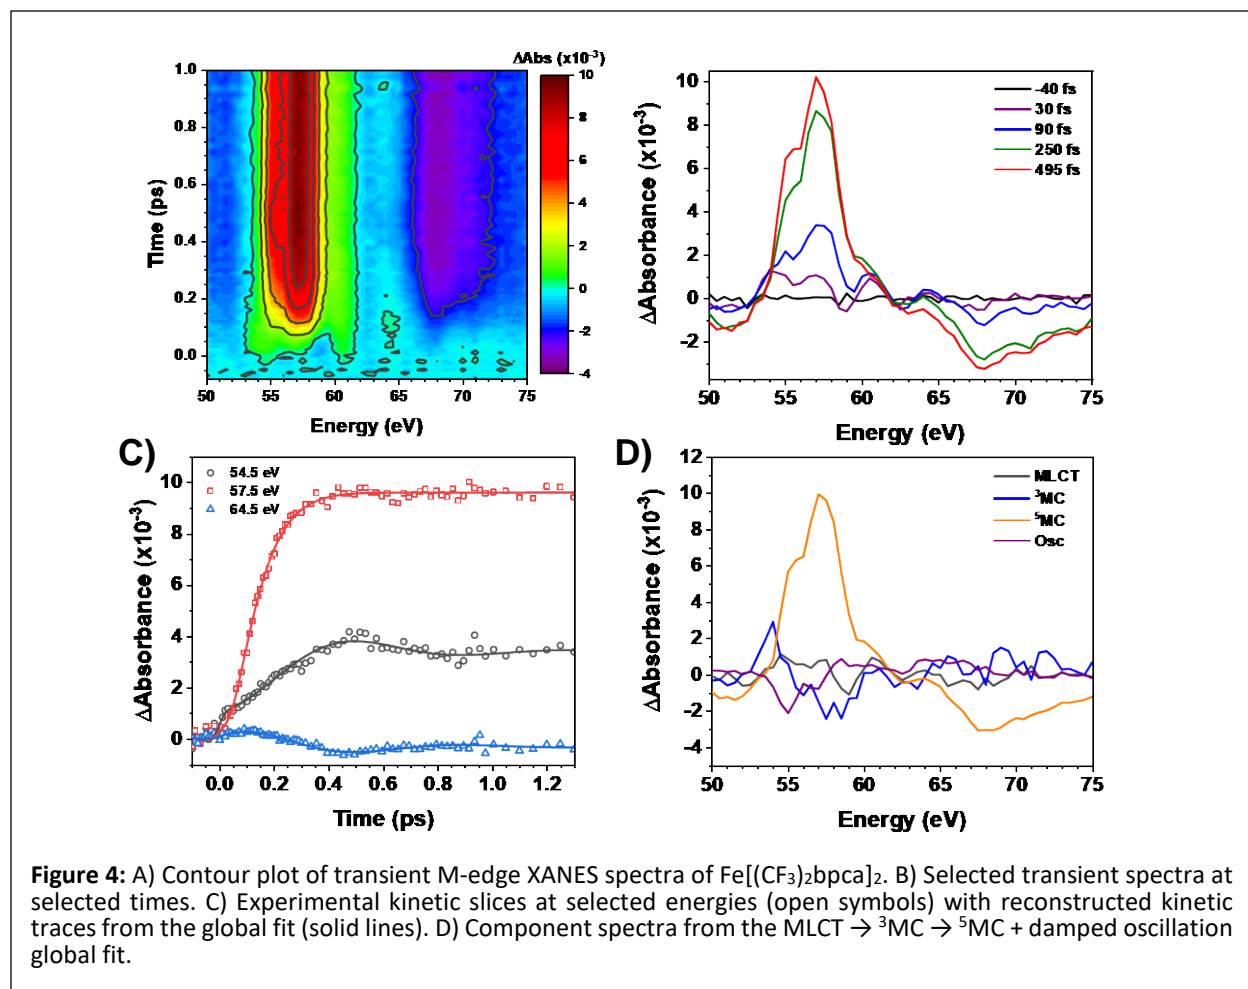 ΔAbs (x10⁻³)
1.0
0.8
0.6
0.4
0.2
0.0
Time (ps)
50 55 60 65 70 75
Energy (eV)
10
8
6
4
2
0
-2
-4
10
8
6
4
2
0
-2
ΔAbsorbance (x10⁻³)
-40 fs
30 fs
90 fs
250 fs
495 fs
50 55 60 65 70 75
Energy (eV)
C)
10
8
6
4
2
0
ΔAbsorbance (x10⁻³)
54.5 eV
57.5 eV
64.5 eV
0.0 0.2 0.4 0.6 0.8 1.0 1.2
Time (ps)
D)
12
10
8
6
4
2
0
-2
-4
ΔAbsorbance (x10⁻³)
MLCT
³MC
⁵MC
Osc
50 55 60 65 70 75
Energy (eV)
Figure 4: A) Contour plot of transient M-edge XANES spectra of Fe[(CF₃)₂bpca]₂. B) Selected transient spectra at
selected times. C) Experimental kinetic slices at selected energies (open symbols) with reconstructed kinetic
traces from the global fit (solid lines). D) Component spectra from the MLCT → ³MC → ⁵MC + damped oscillation
global fit.